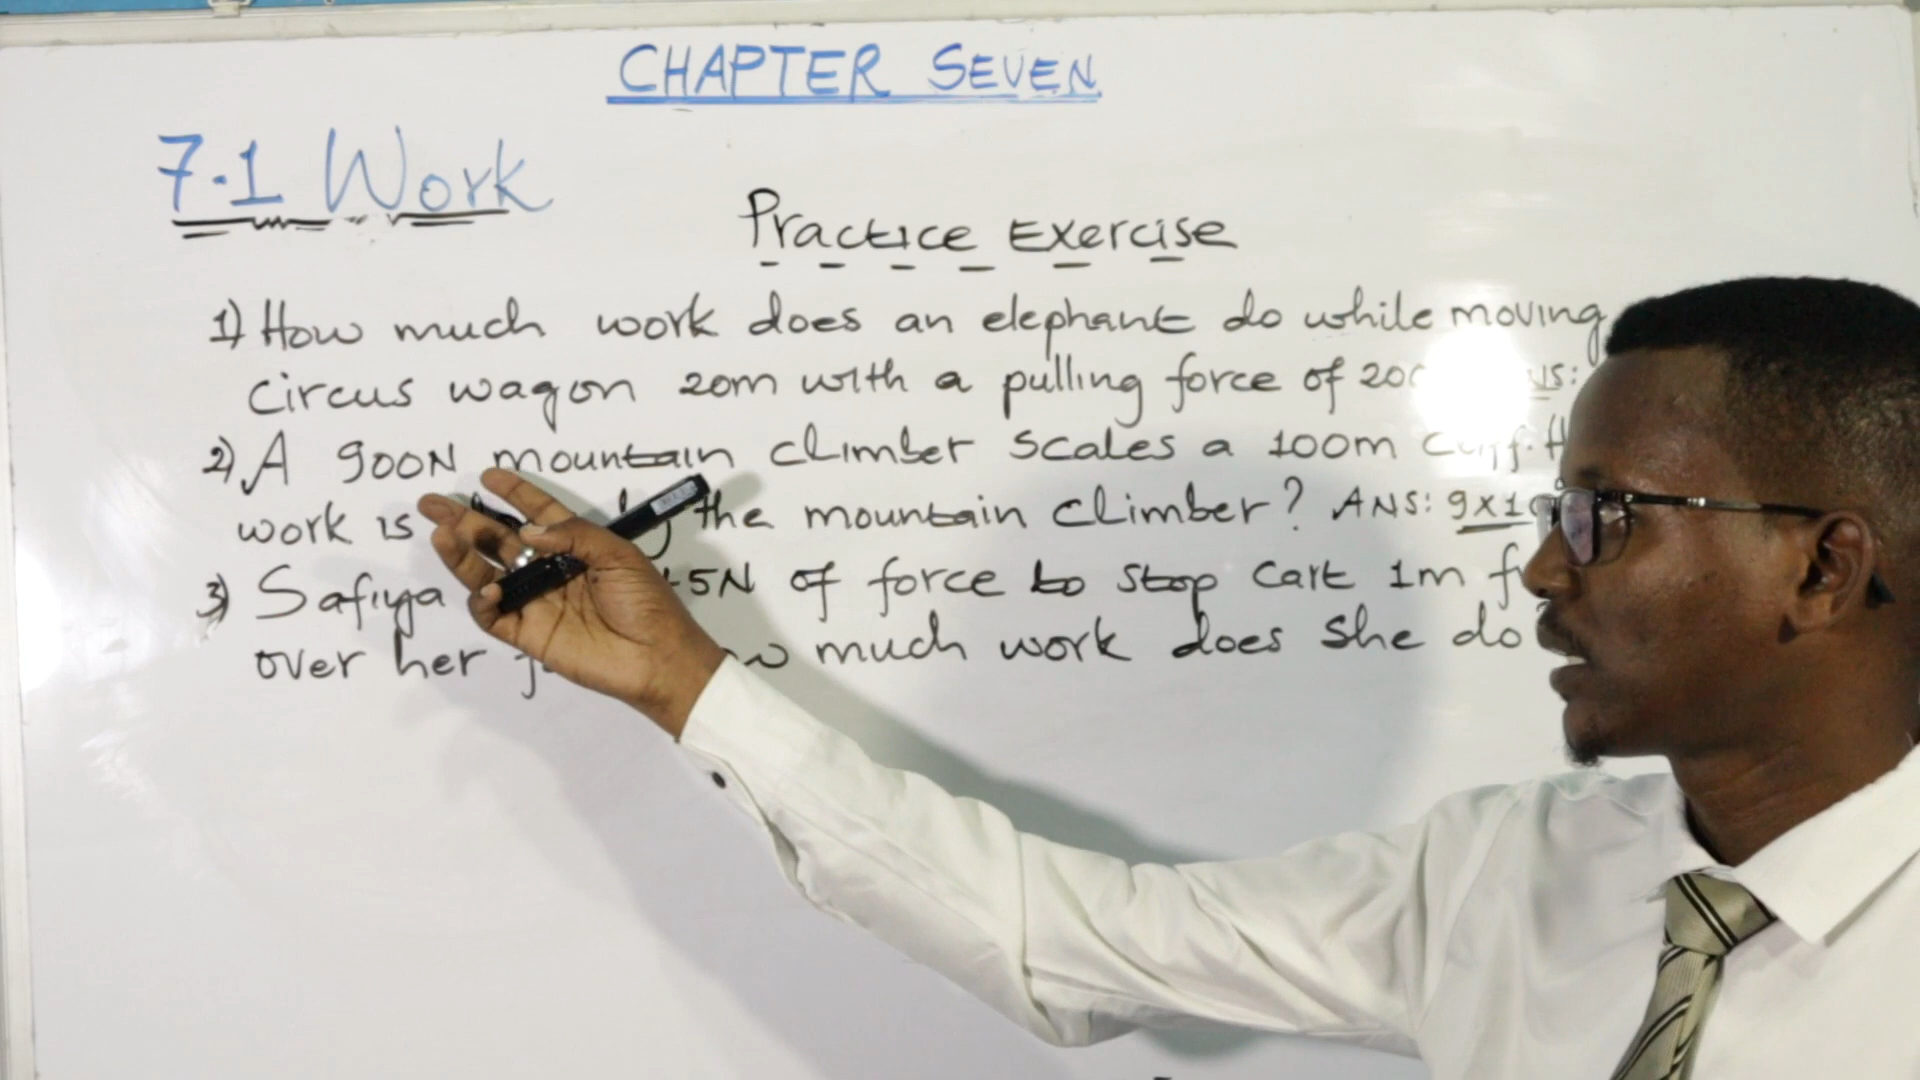 CHAPTER SEVEN
7.1 Work
Practice Exercise
1) How much work does an elephant do while moving
circus wagon 20m with a pulling force of
2) A 900N mountain climber scales a 100m cliff.
work is by the mountain climber? ANS:
3) Safiya of force to stop cart 1m
over her much work does she do